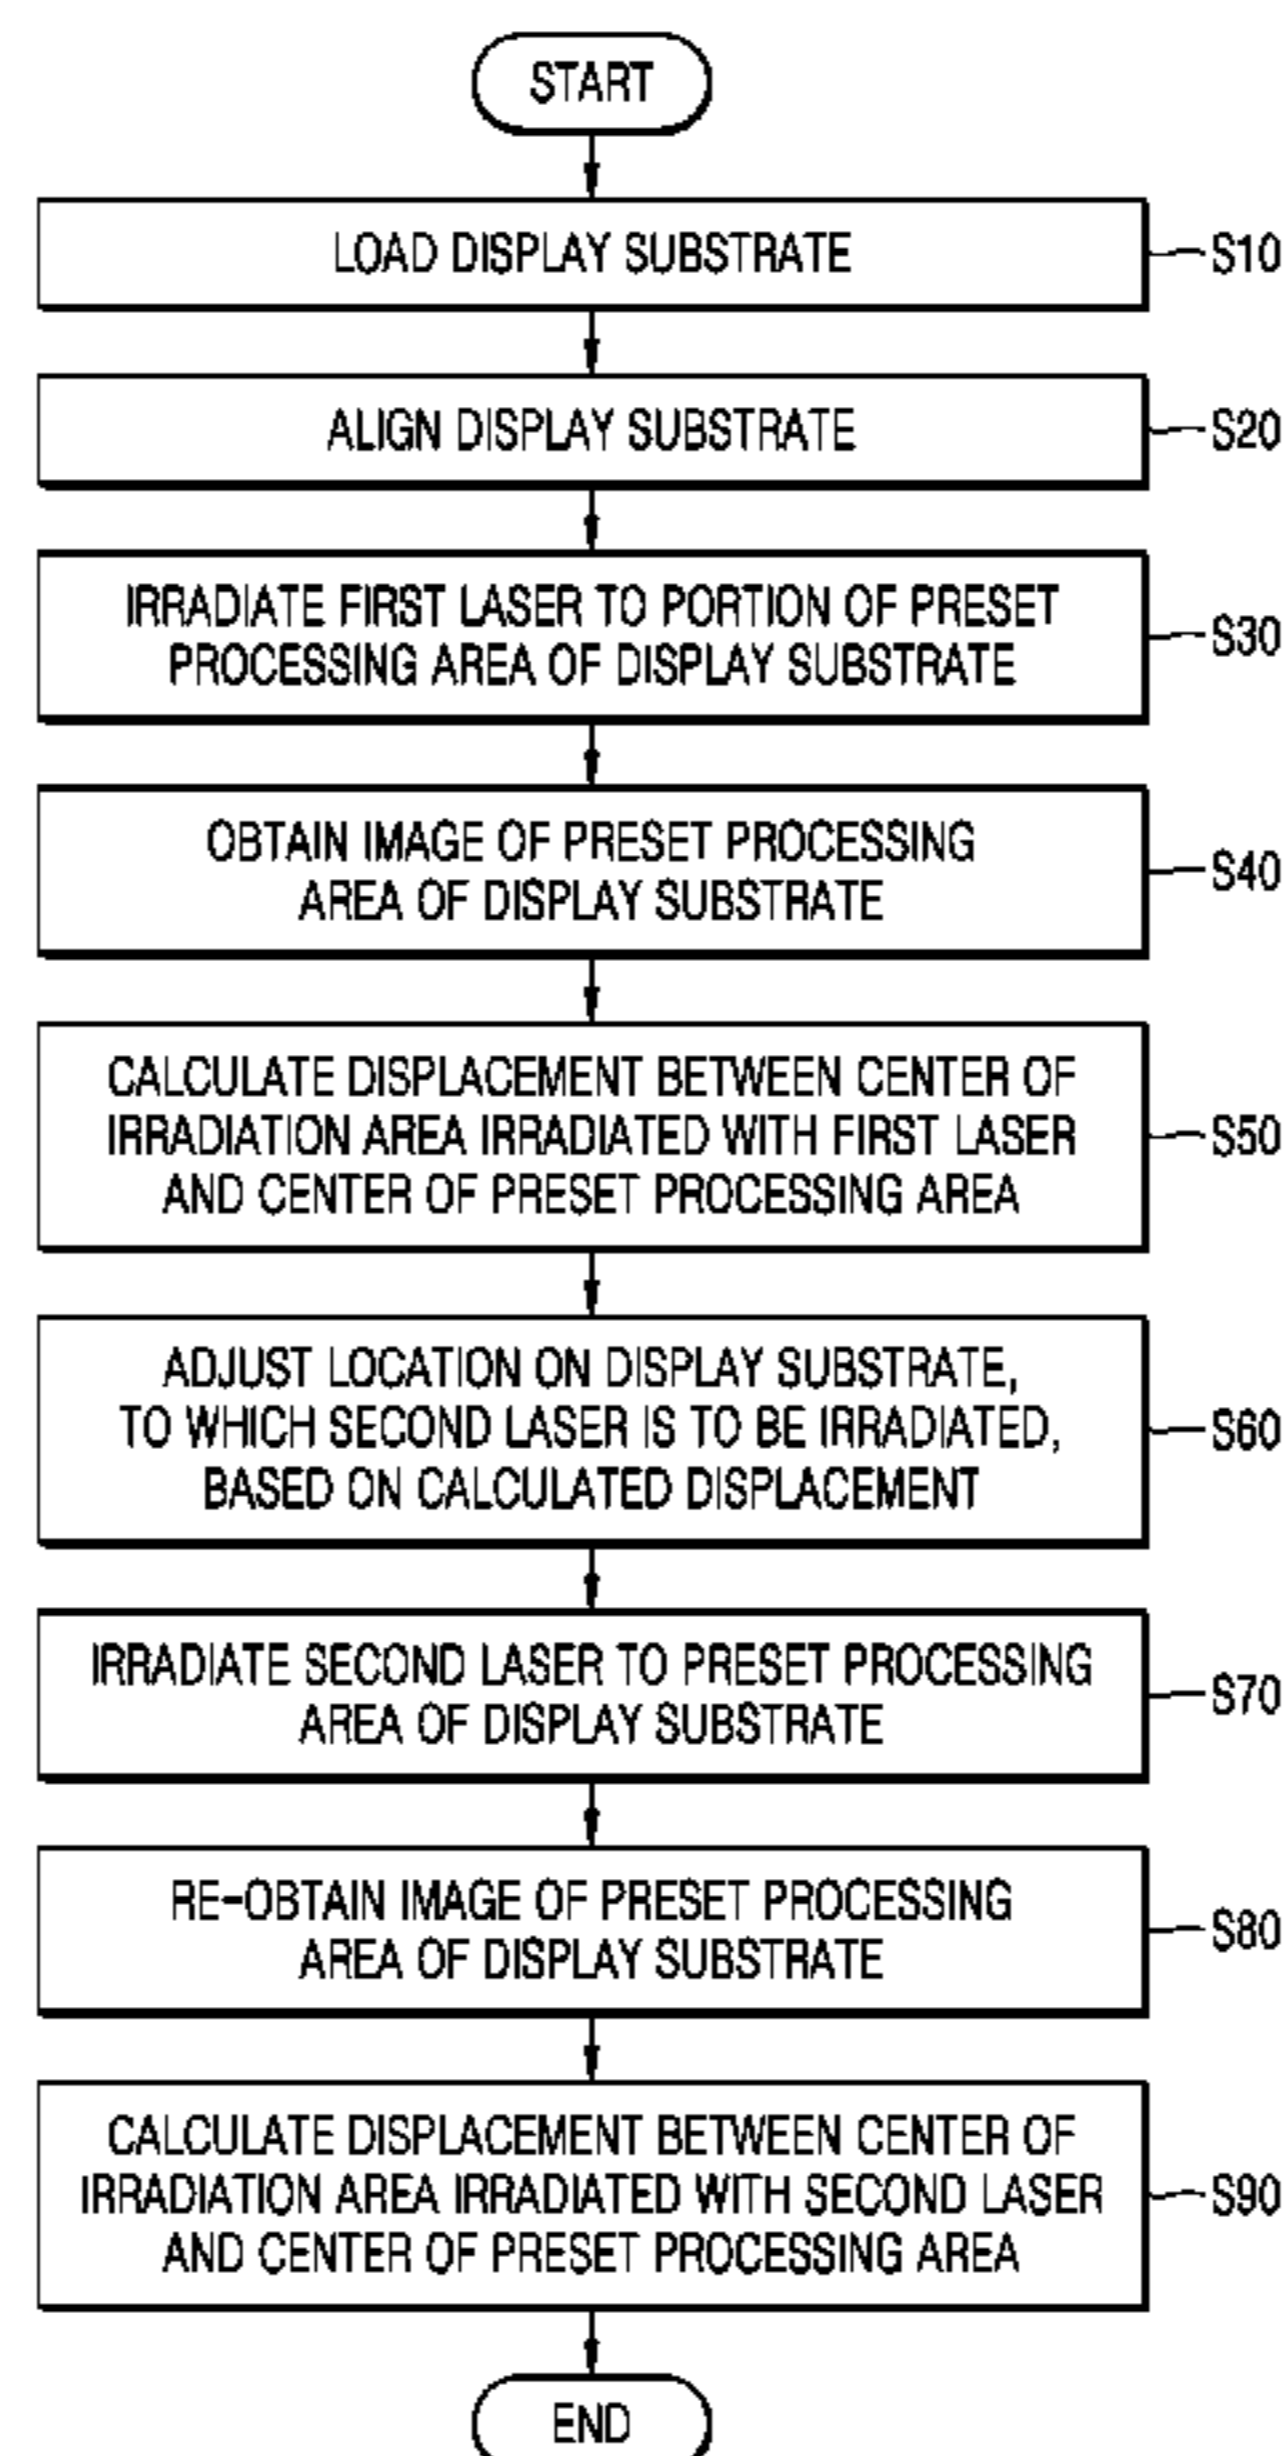 START
LOAD DISPLAY SUBSTRATE
S10
ALIGN DISPLAY SUBSTRATE
S20
IRRADIATE FIRST LASER TO PORTION OF PRESET
PROCESSING AREA OF DISPLAY SUBSTRATE
S30
OBTAIN IMAGE OF PRESET PROCESSING
AREA OF DISPLAY SUBSTRATE
S40
CALCULATE DISPLACEMENT BETWEEN CENTER OF
IRRADIATION AREA IRRADIATED WITH FIRST LASER
AND CENTER OF PRESET PROCESSING AREA
S50
ADJUST LOCATION ON DISPLAY SUBSTRATE,
TO WHICH SECOND LASER IS TO BE IRRADIATED,
BASED ON CALCULATED DISPLACEMENT
S60
IRRADIATE SECOND LASER TO PRESET PROCESSING
AREA OF DISPLAY SUBSTRATE
S70
RE-OBTAIN IMAGE OF PRESET PROCESSING
AREA OF DISPLAY SUBSTRATE
S80
CALCULATE DISPLACEMENT BETWEEN CENTER OF
IRRADIATION AREA IRRADIATED WITH SECOND LASER
AND CENTER OF PRESET PROCESSING AREA
S90
END